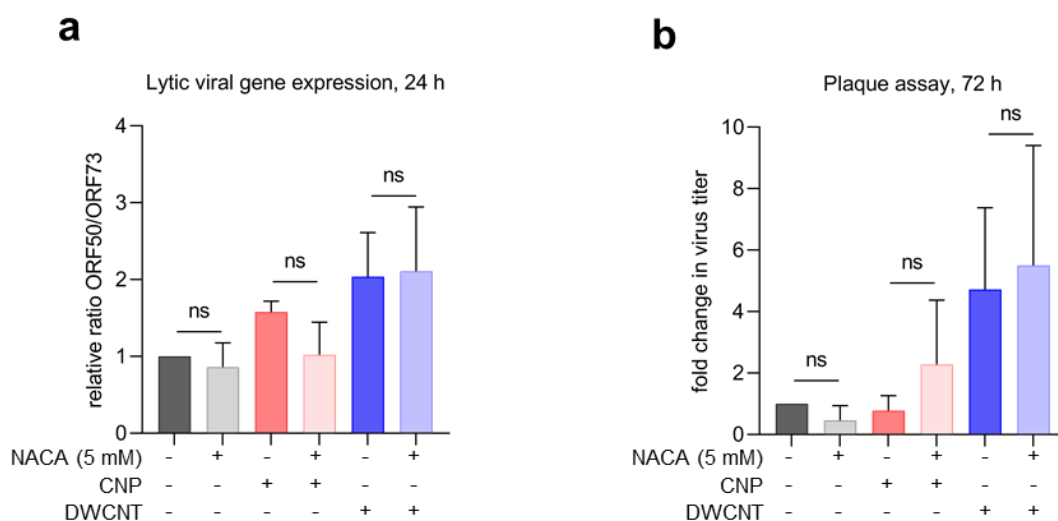 a
Lytic viral gene expression, 24 h
relative ratio ORF50/ORF73
4
3
2
1
0
ns
ns
ns
NACA (5 mM) - + - + - +
CNP - - + + - -
DWCNT - - - - + +
b
Plaque assay, 72 h
fold change in virus titer
10
8
6
4
2
0
ns
ns
ns
NACA (5 mM) - + - + - +
CNP - - + + - -
DWCNT - - - - + +